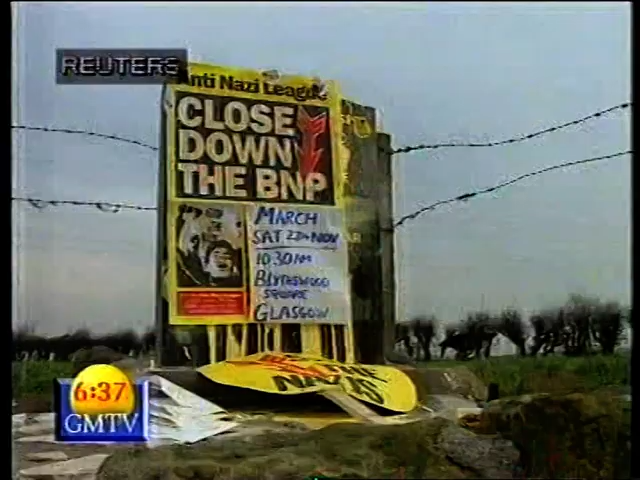 REUTERS
Anti Nazi League
CLOSE
DOWN
THE BNP
MARCH
SAT NOV
10 30AM
BLYTHSWOOD
SQUARE
GLASGOW
NAZIS
6:37
GMTV